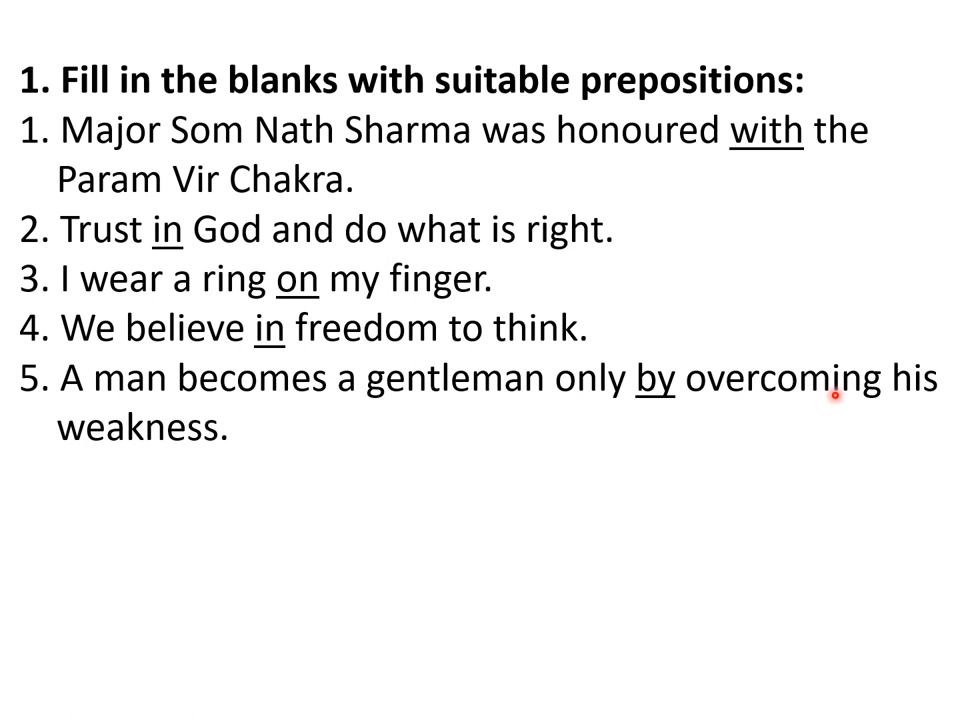 1. Fill in the blanks with suitable prepositions:
1. Major Som Nath Sharma was honoured with the
Param Vir Chakra.
2. Trust in God and do what is right.
3. I wear a ring on my finger.
4. We believe in freedom to think.
5. A man becomes a gentleman only by overcoming his
weakness.